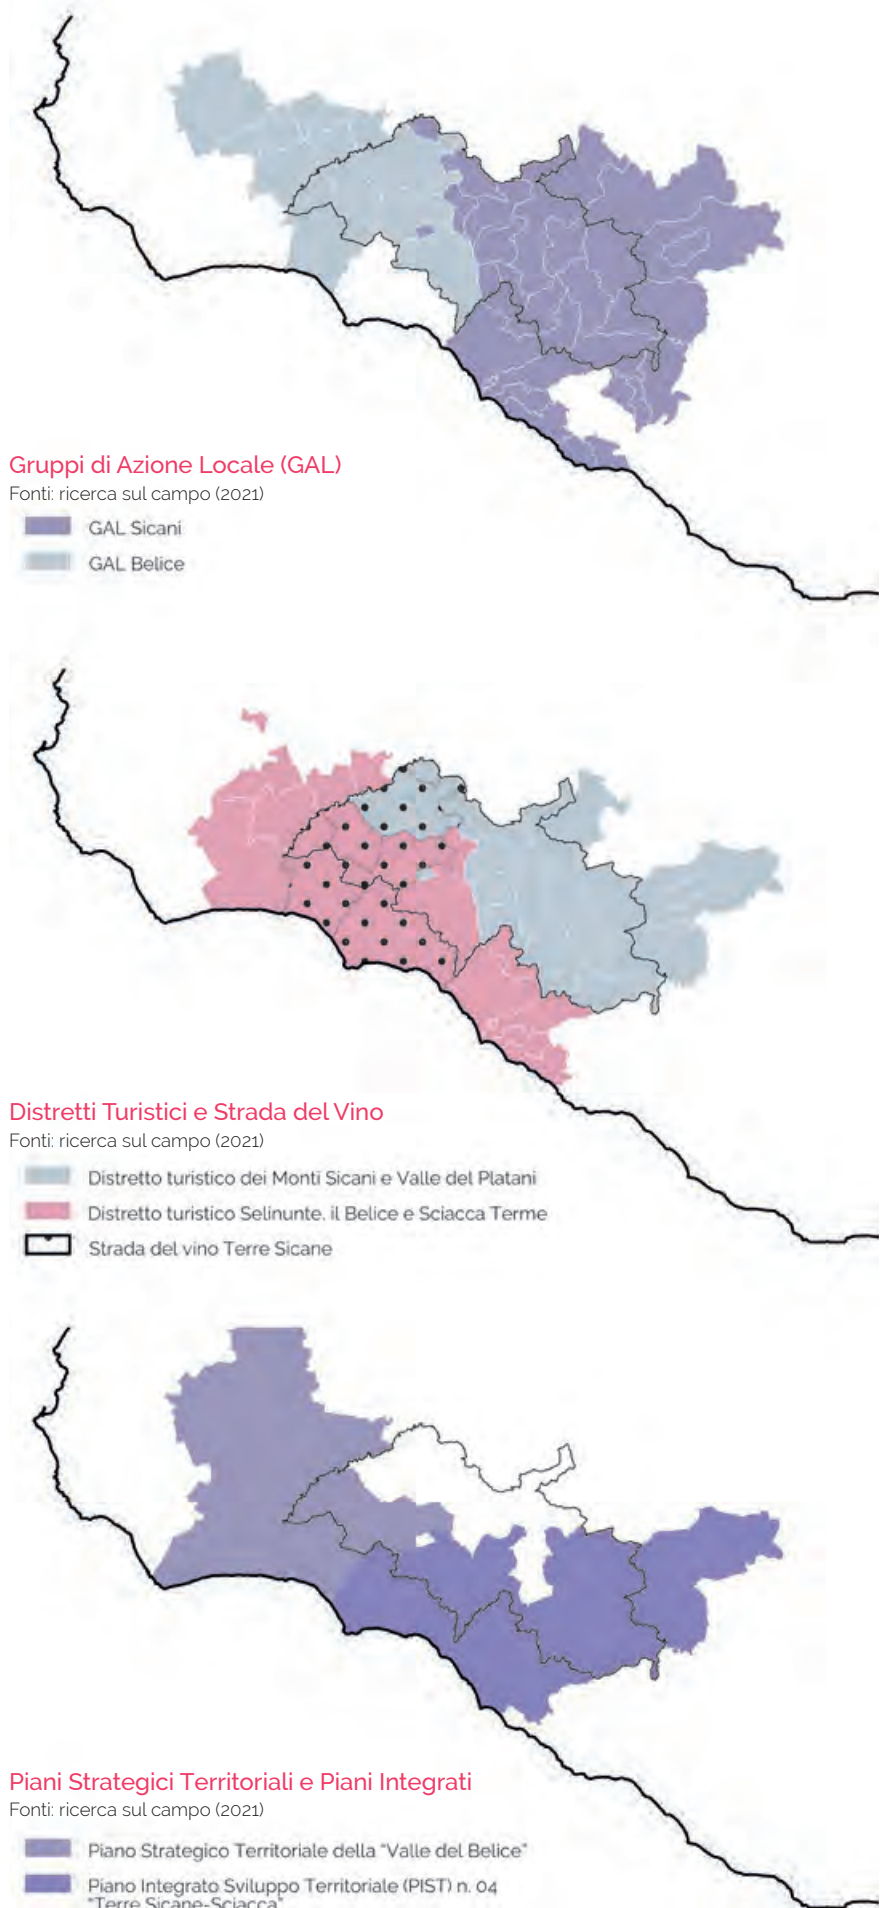 Gruppi di Azione Locale (GAL)
Fonti: ricerca sul campo (2021)
GAL Sicani
GAL Belice
Distretti Turistici e Strada del Vino
Fonti: ricerca sul campo (2021)
Distretto turistico dei Monti Sicani e Valle del Platani
Distretto turistico Selinunte, il Belice e Sciacca Terme
Strada del vino Terre Sicane
Piani Strategici Territoriali e Piani Integrati
Fonti: ricerca sul campo (2021)
Piano Strategico Territoriale della "Valle del Belice"
Piano Integrato Sviluppo Territoriale (PIST) n. 04
"Terre Sicane-Sciacca"